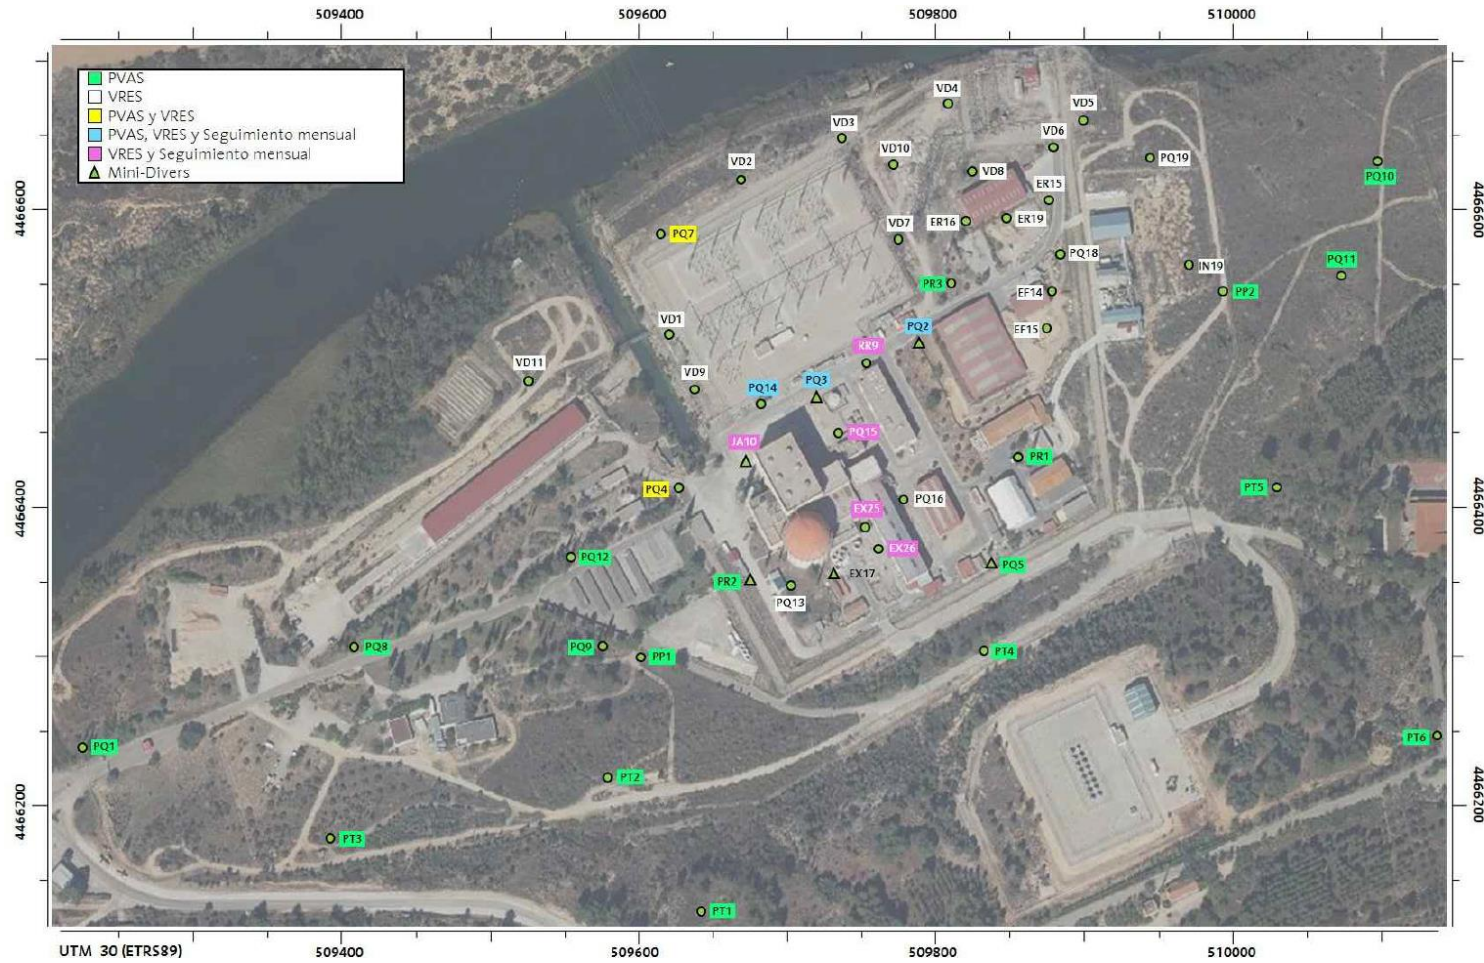 509400
509600
509800
510000
PVAS
VRES
PVAS y VRES
PVAS, VRES y Seguimiento mensual
VRES y Seguimiento mensual
Mini-Divers
VD4
VD5
VD3
VD6
VD10
PQ19
VD2
VD8
PQ10
ER15
4466600
4466600
ER16
ER19
VD7
PQ7
PQ18
PQ11
IN19
PR3
EF14
PP2
VD1
PQ2
EF15
RR9
VD11
VD9
PQ14
PQ3
JA10
PQ15
PR1
PQ4
PT5
4466400
4466400
PQ16
EX25
EX26
PQ12
PQ5
EX17
PR2
PQ13
PQ8
PQ9
PP1
PT4
PQ1
PT6
PT2
4466200
4466200
PT3
PT1
UTM 30 (ETRS89)
509400
509600
509800
510000